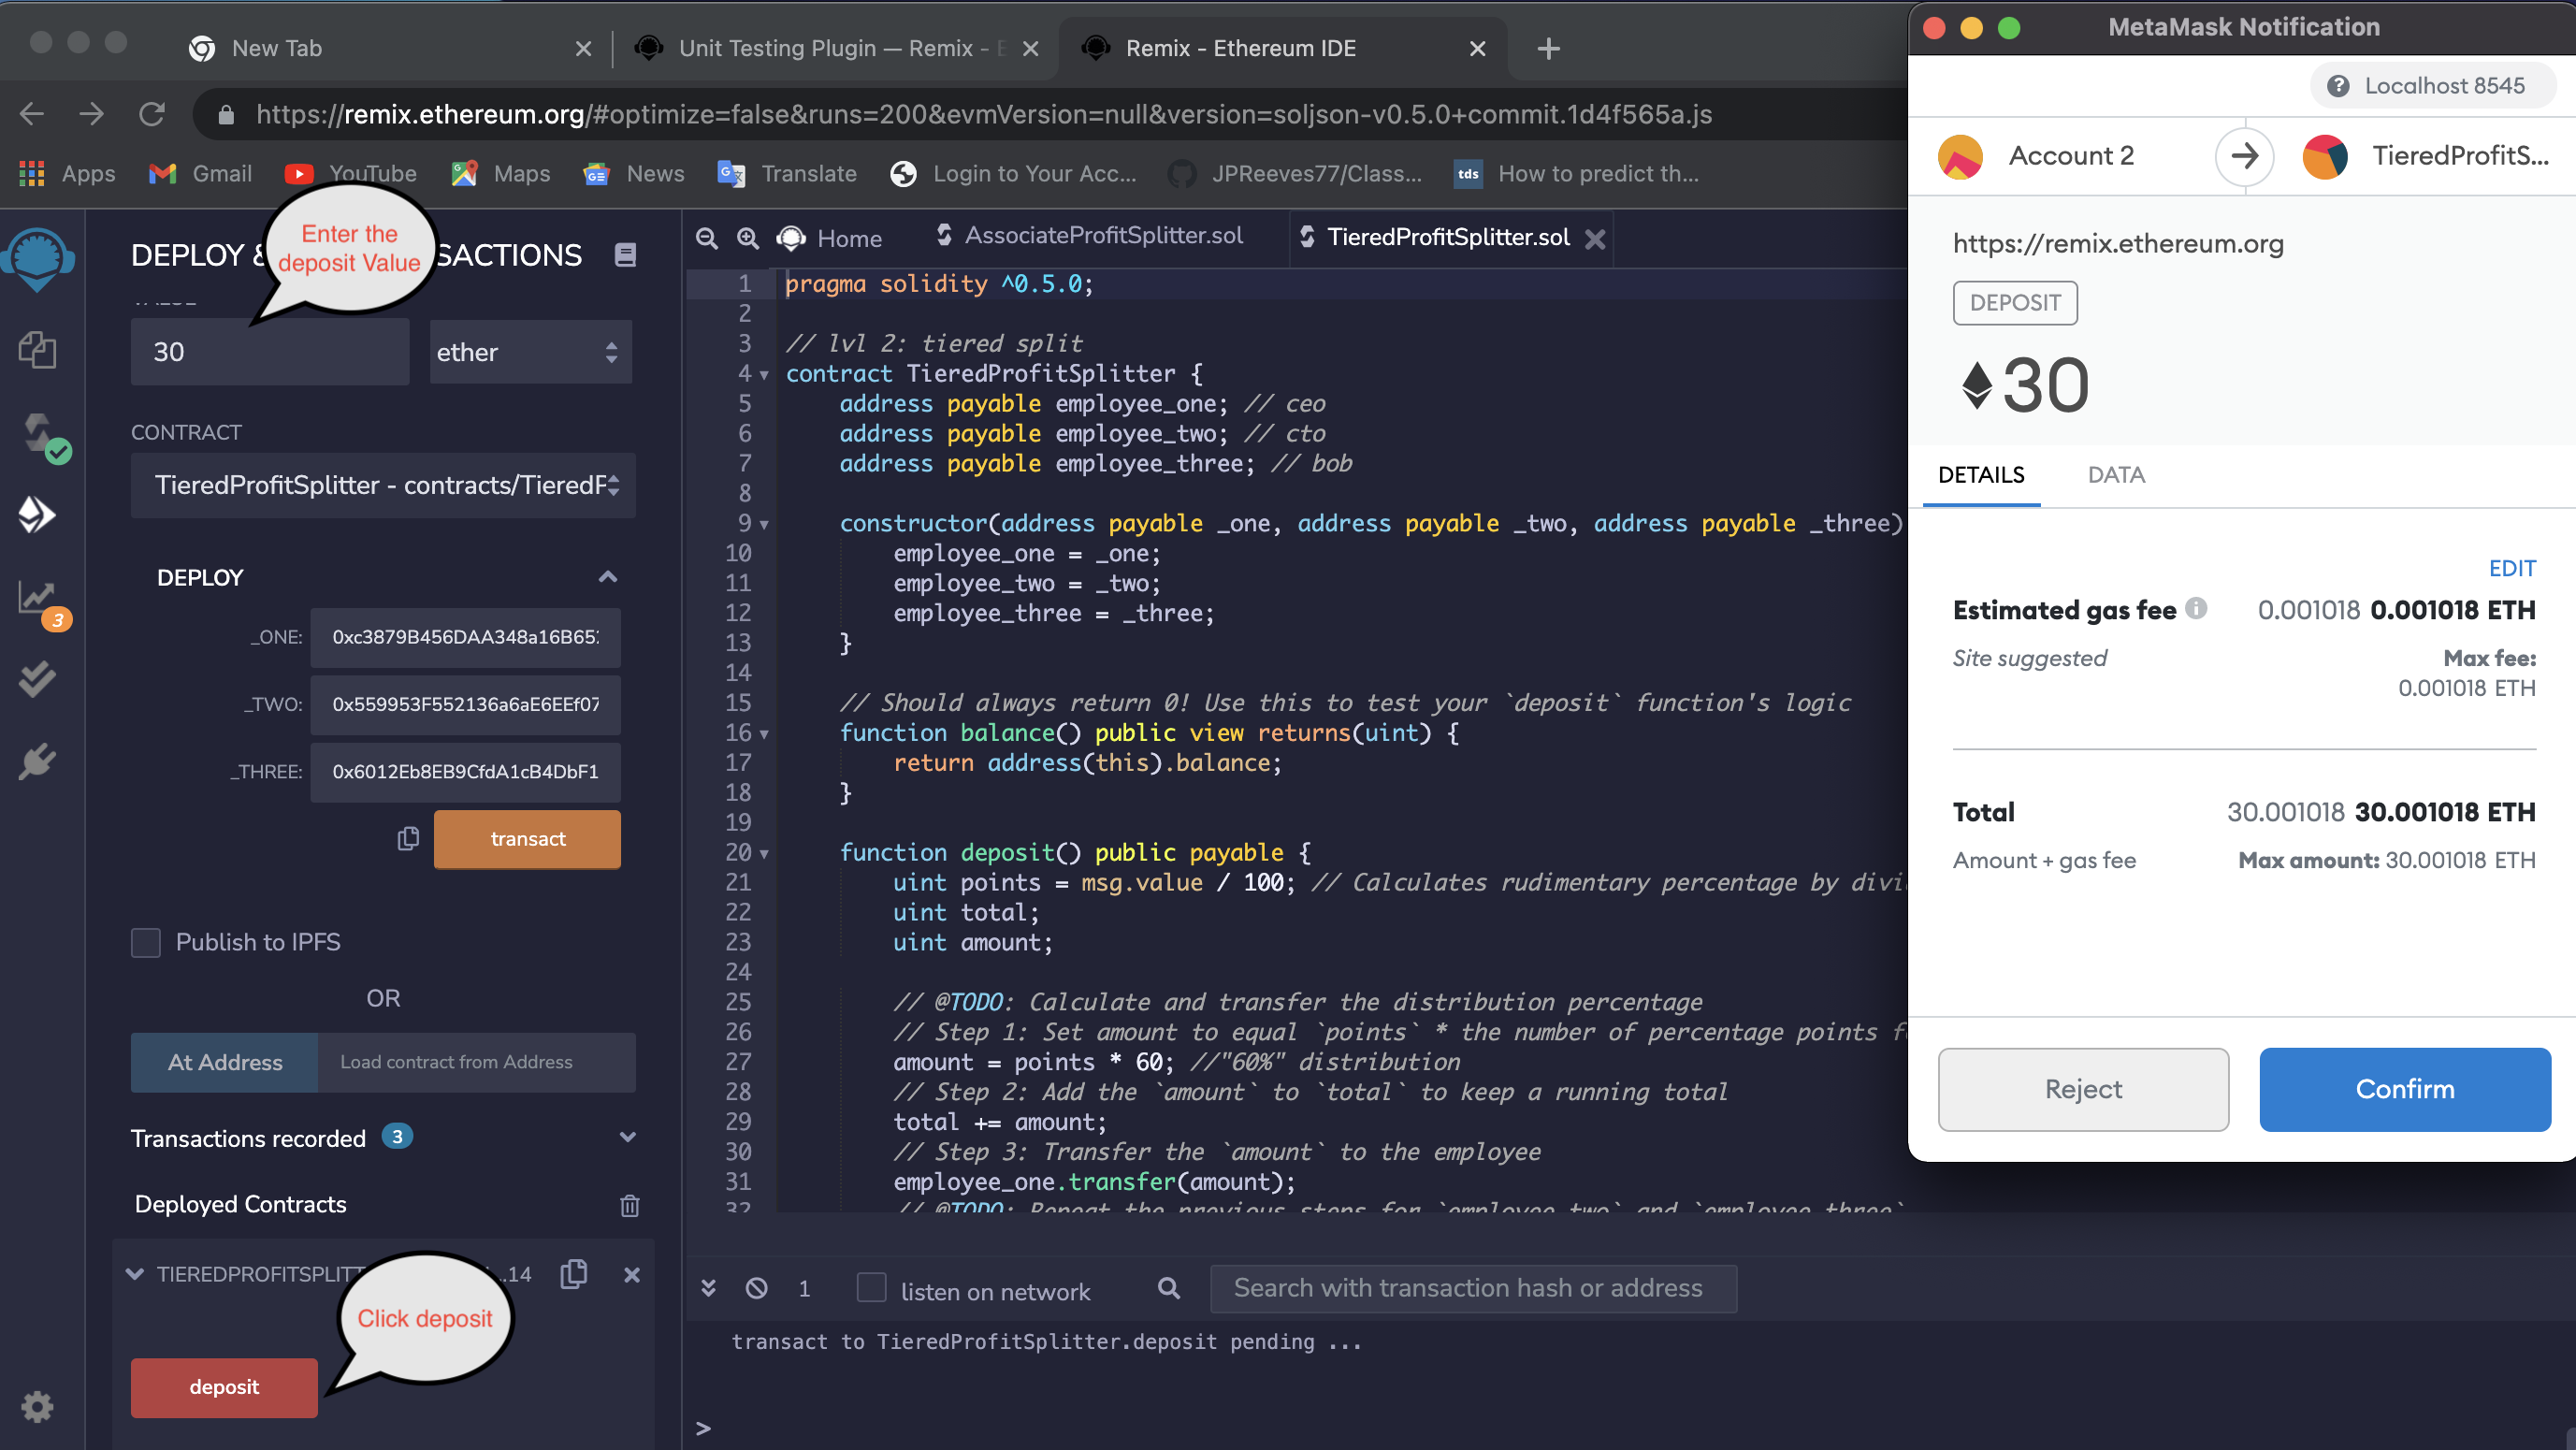 New Tab
Unit Testing Plugin — Remix - E
Remix - Ethereum IDE
https://remix.ethereum.org/#optimize=false&runs=200&evmVersion=null&version=soljson-v0.5.0+commit.1d4f565a.js
Apps
Gmail
YouTube
Maps
News
Translate
Login to Your Acc...
JPReeves77/Class...
tds
How to predict th...
DEPLOY &
SACTIONS
Enter the
deposit Value
VALUE
30
ether
CONTRACT
TieredProfitSplitter - contracts/TieredF
DEPLOY
_ONE:
0xc3879B456DAA348a16B65:
_TWO:
0x559953F552136a6aE6EEf07
_THREE:
0x6012Eb8EB9CfdA1cB4DbF1
transact
3
Publish to IPFS
OR
At Address
Load contract from Address
Transactions recorded 3
Deployed Contracts
TIEREDPROFITSPLITT
...14
Click deposit
deposit
Home
AssociateProfitSplitter.sol
TieredProfitSplitter.sol
1 pragma solidity ^0.5.0;
2
3 // lvl 2: tiered split
4 contract TieredProfitSplitter {
5 address payable employee_one; // ceo
6 address payable employee_two; // cto
7 address payable employee_three; // bob
8
9 constructor(address payable _one, address payable _two, address payable _three)
10 employee_one = _one;
11 employee_two = _two;
12 employee_three = _three;
13 }
14
15 // Should always return 0! Use this to test your `deposit` function's logic
16 function balance() public view returns(uint) {
17 return address(this).balance;
18 }
19
20 function deposit() public payable {
21 uint points = msg.value / 100; // Calculates rudimentary percentage by divi
22 uint total;
23 uint amount;
24
25 // @TODO: Calculate and transfer the distribution percentage
26 // Step 1: Set amount to equal `points` * the number of percentage points f
27 amount = points * 60; //"60%" distribution
28 // Step 2: Add the `amount` to `total` to keep a running total
29 total += amount;
30 // Step 3: Transfer the `amount` to the employee
31 employee_one.transfer(amount);
32 // @TODO: Repeat the previous steps for `employee_two` and `employee_three`
1
listen on network
Search with transaction hash or address
transact to TieredProfitSplitter.deposit pending ...
>
MetaMask Notification
Localhost 8545
Account 2
TieredProfitS...
https://remix.ethereum.org
DEPOSIT
30
DETAILS
DATA
EDIT
Estimated gas fee
0.001018 0.001018 ETH
Site suggested
Max fee:
0.001018 ETH
Total
30.001018 30.001018 ETH
Amount + gas fee
Max amount: 30.001018 ETH
Reject
Confirm